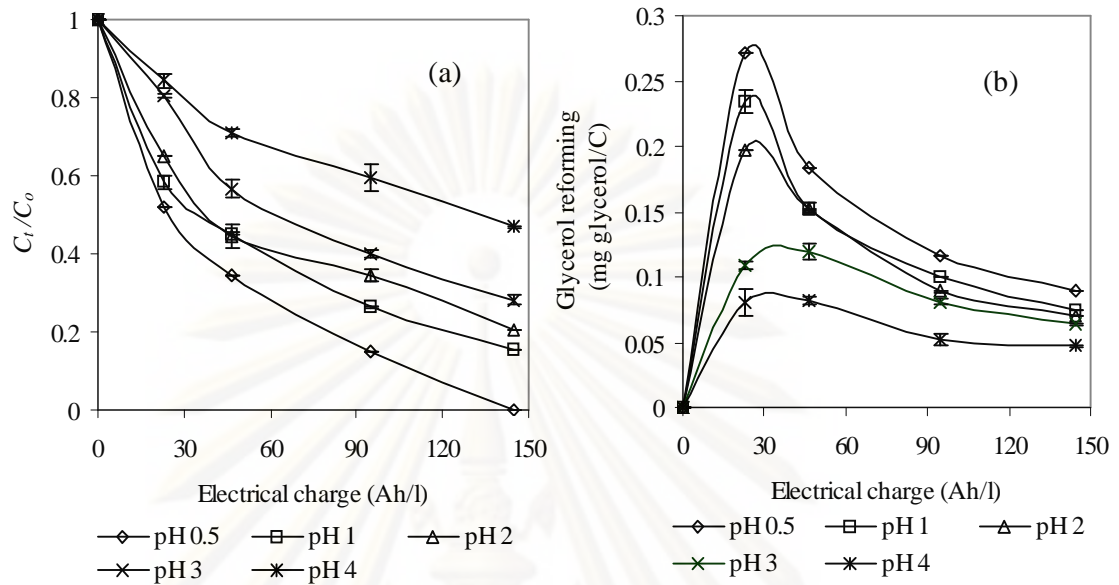 (a)
1
0.8
0.6
0.4
0.2
0
Ct/Co
0 30 60 90 120 150
Electrical charge (Ah/l)
pH 0.5 pH 1 pH 2
pH 3 pH 4
(b)
0.3
0.25
0.2
0.15
0.1
0.05
0
Glycerol reforming
(mg glycerol/C)
0 30 60 90 120 150
Electrical charge (Ah/l)
pH 0.5 pH 1 pH 2
pH 3 pH 4